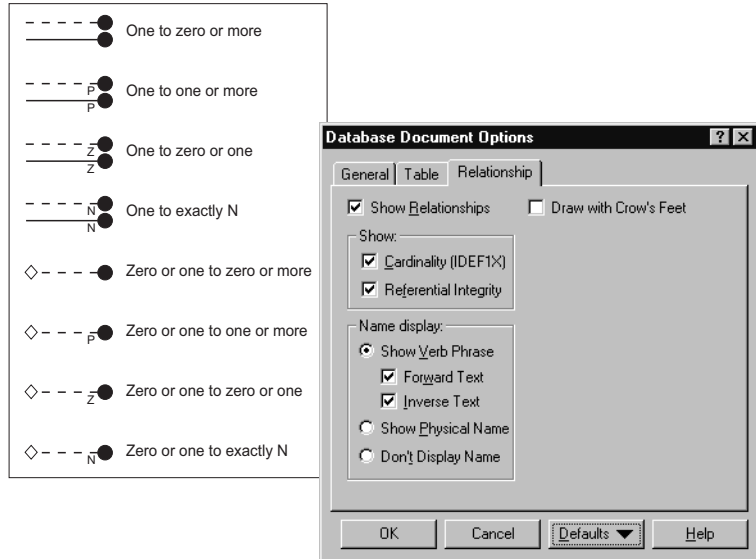 One to zero or more
P
P
One to one or more
Z
Z
One to zero or one
N
N
One to exactly N
Zero or one to zero or more
P
Zero or one to one or more
Z
Zero or one to zero or one
N
Zero or one to exactly N
Database Document Options
?
General Table Relationship
Show Relationships
Draw with Crow's Feet
Show:
Cardinality (IDEF1X)
Referential Integrity
Name display:
Show Verb Phrase
Forward Text
Inverse Text
Show Physical Name
Don't Display Name
OK Cancel Defaults Help